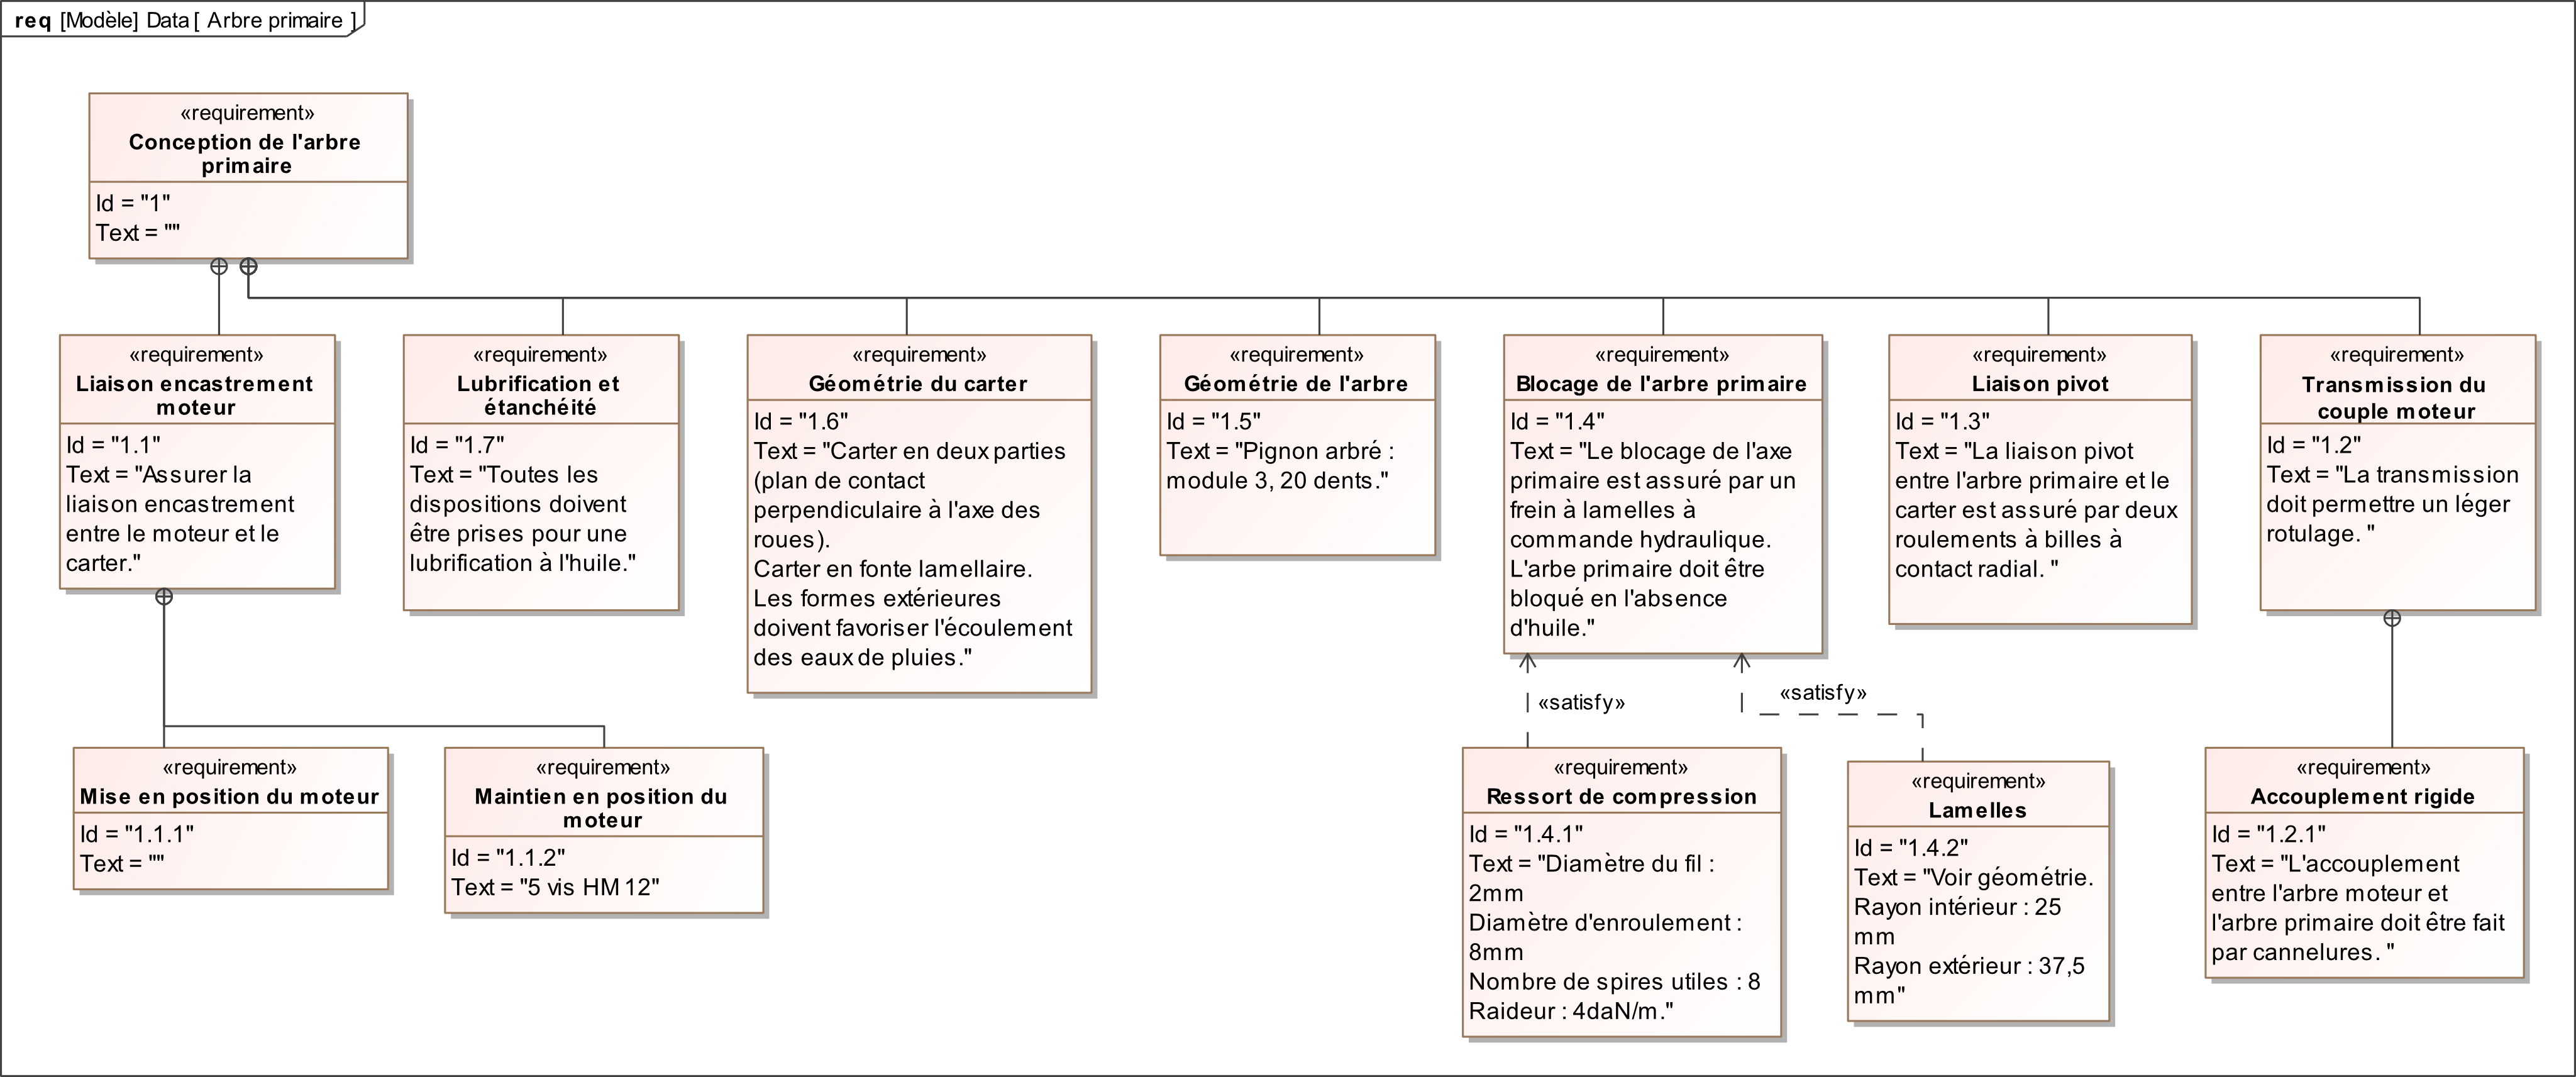 req [Modèle] Data [ Arbre primaire ]
«requirement»
Conception de l'arbre
primaire
Id = "1"
Text = ""
«requirement»
Liaison encastrement
moteur
Id = "1.1"
Text = "Assurer la
liaison encastrement
entre le moteur et le
carter."
«requirement»
Lubrification et
étanchéité
Id = "1.7"
Text = "Toutes les
dispositions doivent
être prises pour une
lubrification à l'huile."
«requirement»
Géométrie du carter
Id = "1.6"
Text = "Carter en deux parties
(plan de contact
perpendiculaire à l'axe des
roues).
Carter en fonte lamellaire.
Les formes extérieures
doivent favoriser l'écoulement
des eaux de pluies."
«requirement»
Géométrie de l'arbre
Id = "1.5"
Text = "Pignon arbré :
module 3, 20 dents."
«requirement»
Blocage de l'arbre primaire
Id = "1.4"
Text = "Le blocage de l'axe
primaire est assuré par un
frein à lamelles à
commande hydraulique.
L'arbe primaire doit être
bloqué en l'absence
d'huile."
«requirement»
Liaison pivot
Id = "1.3"
Text = "La liaison pivot
entre l'arbre primaire et le
carter est assuré par deux
roulements à billes à
contact radial. "
«requirement»
Transmission du
couple moteur
Id = "1.2"
Text = "La transmission
doit permettre un léger
rotulage. "
«satisfy»
«satisfy»
«requirement»
Mise en position du moteur
Id = "1.1.1"
Text = ""
«requirement»
Maintien en position du
moteur
Id = "1.1.2"
Text = "5 vis HM 12"
«requirement»
Ressort de compression
Id = "1.4.1"
Text = "Diamètre du fil :
2mm
Diamètre d'enroulement :
8mm
Nombre de spires utiles : 8
Raideur : 4daN/m."
«requirement»
Lamelles
Id = "1.4.2"
Text = "Voir géométrie.
Rayon intérieur : 25
mm
Rayon extérieur : 37,5
mm"
«requirement»
Accouplement rigide
Id = "1.2.1"
Text = "L'accouplement
entre l'arbre moteur et
l'arbre primaire doit être fait
par cannelures. "